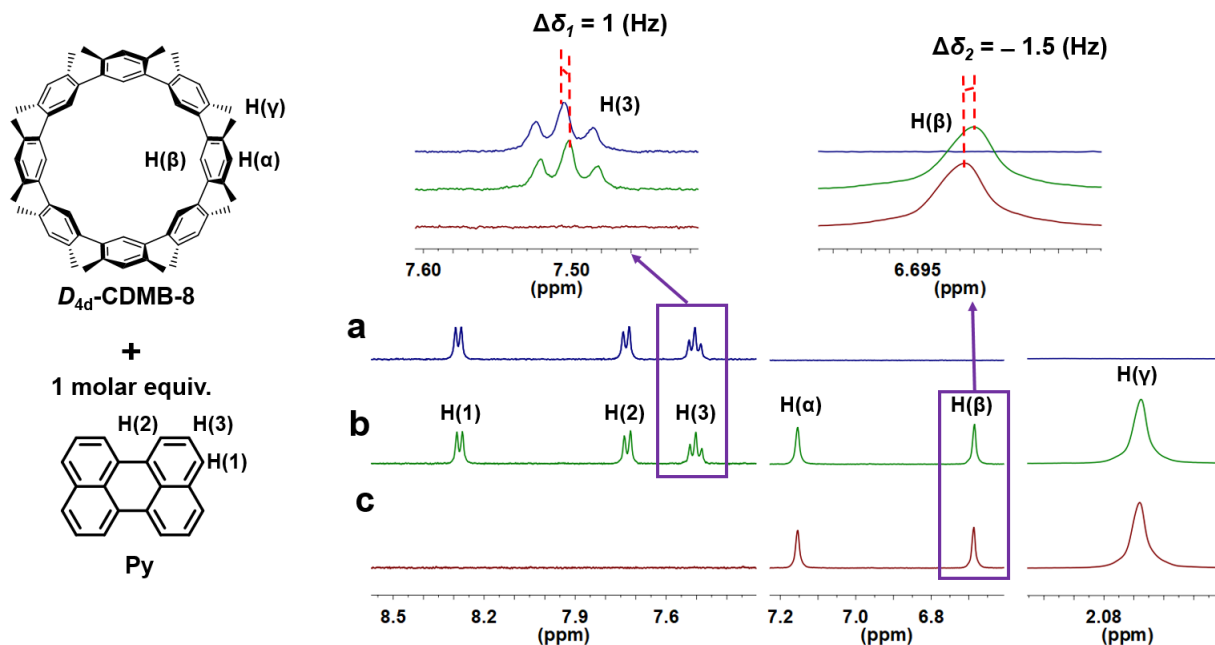 Δδ1 = 1 (Hz)
Δδ2 = – 1.5 (Hz)
H(3)
H(β)
H(γ)
H(β)
H(α)
7.60
7.50
(ppm)
6.695
(ppm)
D4d-CDMB-8
+
1 molar equiv.
H(2)
H(3)
H(1)
Py
a
b
H(1)
H(2)
H(3)
H(α)
H(β)
H(γ)
c
8.5
8.2
7.9
7.6
(ppm)
7.2
7.0
6.8
(ppm)
2.08
(ppm)